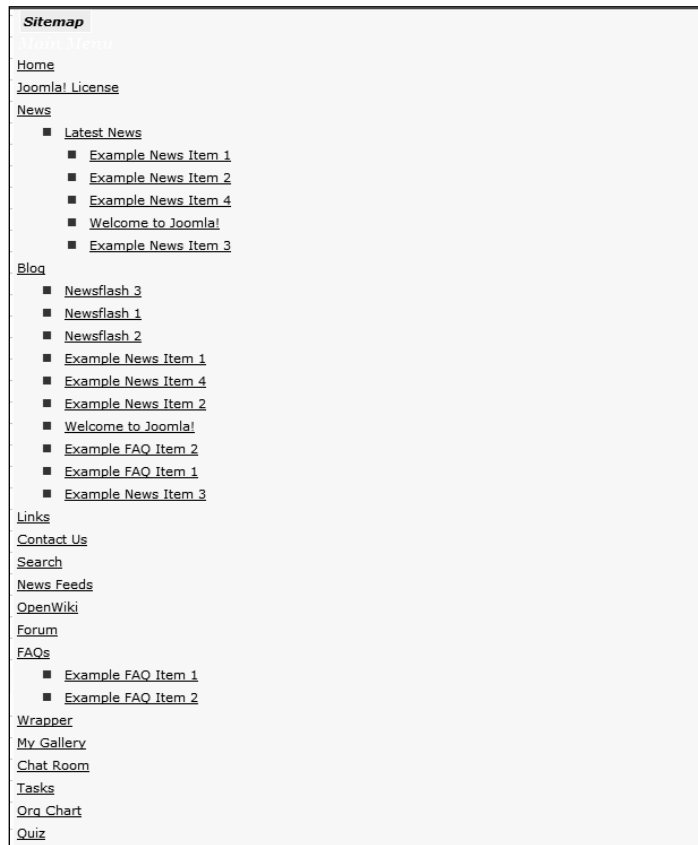 Sitemap
Main Menu
Home
Joomla! License
News
Latest News
Example News Item 1
Example News Item 2
Example News Item 4
Welcome to Joomla!
Example News Item 3
Blog
Newsflash 3
Newsflash 1
Newsflash 2
Example News Item 1
Example News Item 4
Example News Item 2
Welcome to Joomla!
Example FAQ Item 2
Example FAQ Item 1
Example News Item 3
Links
Contact Us
Search
News Feeds
OpenWiki
Forum
FAQs
Example FAQ Item 1
Example FAQ Item 2
Wrapper
My Gallery
Chat Room
Tasks
Org Chart
Quiz